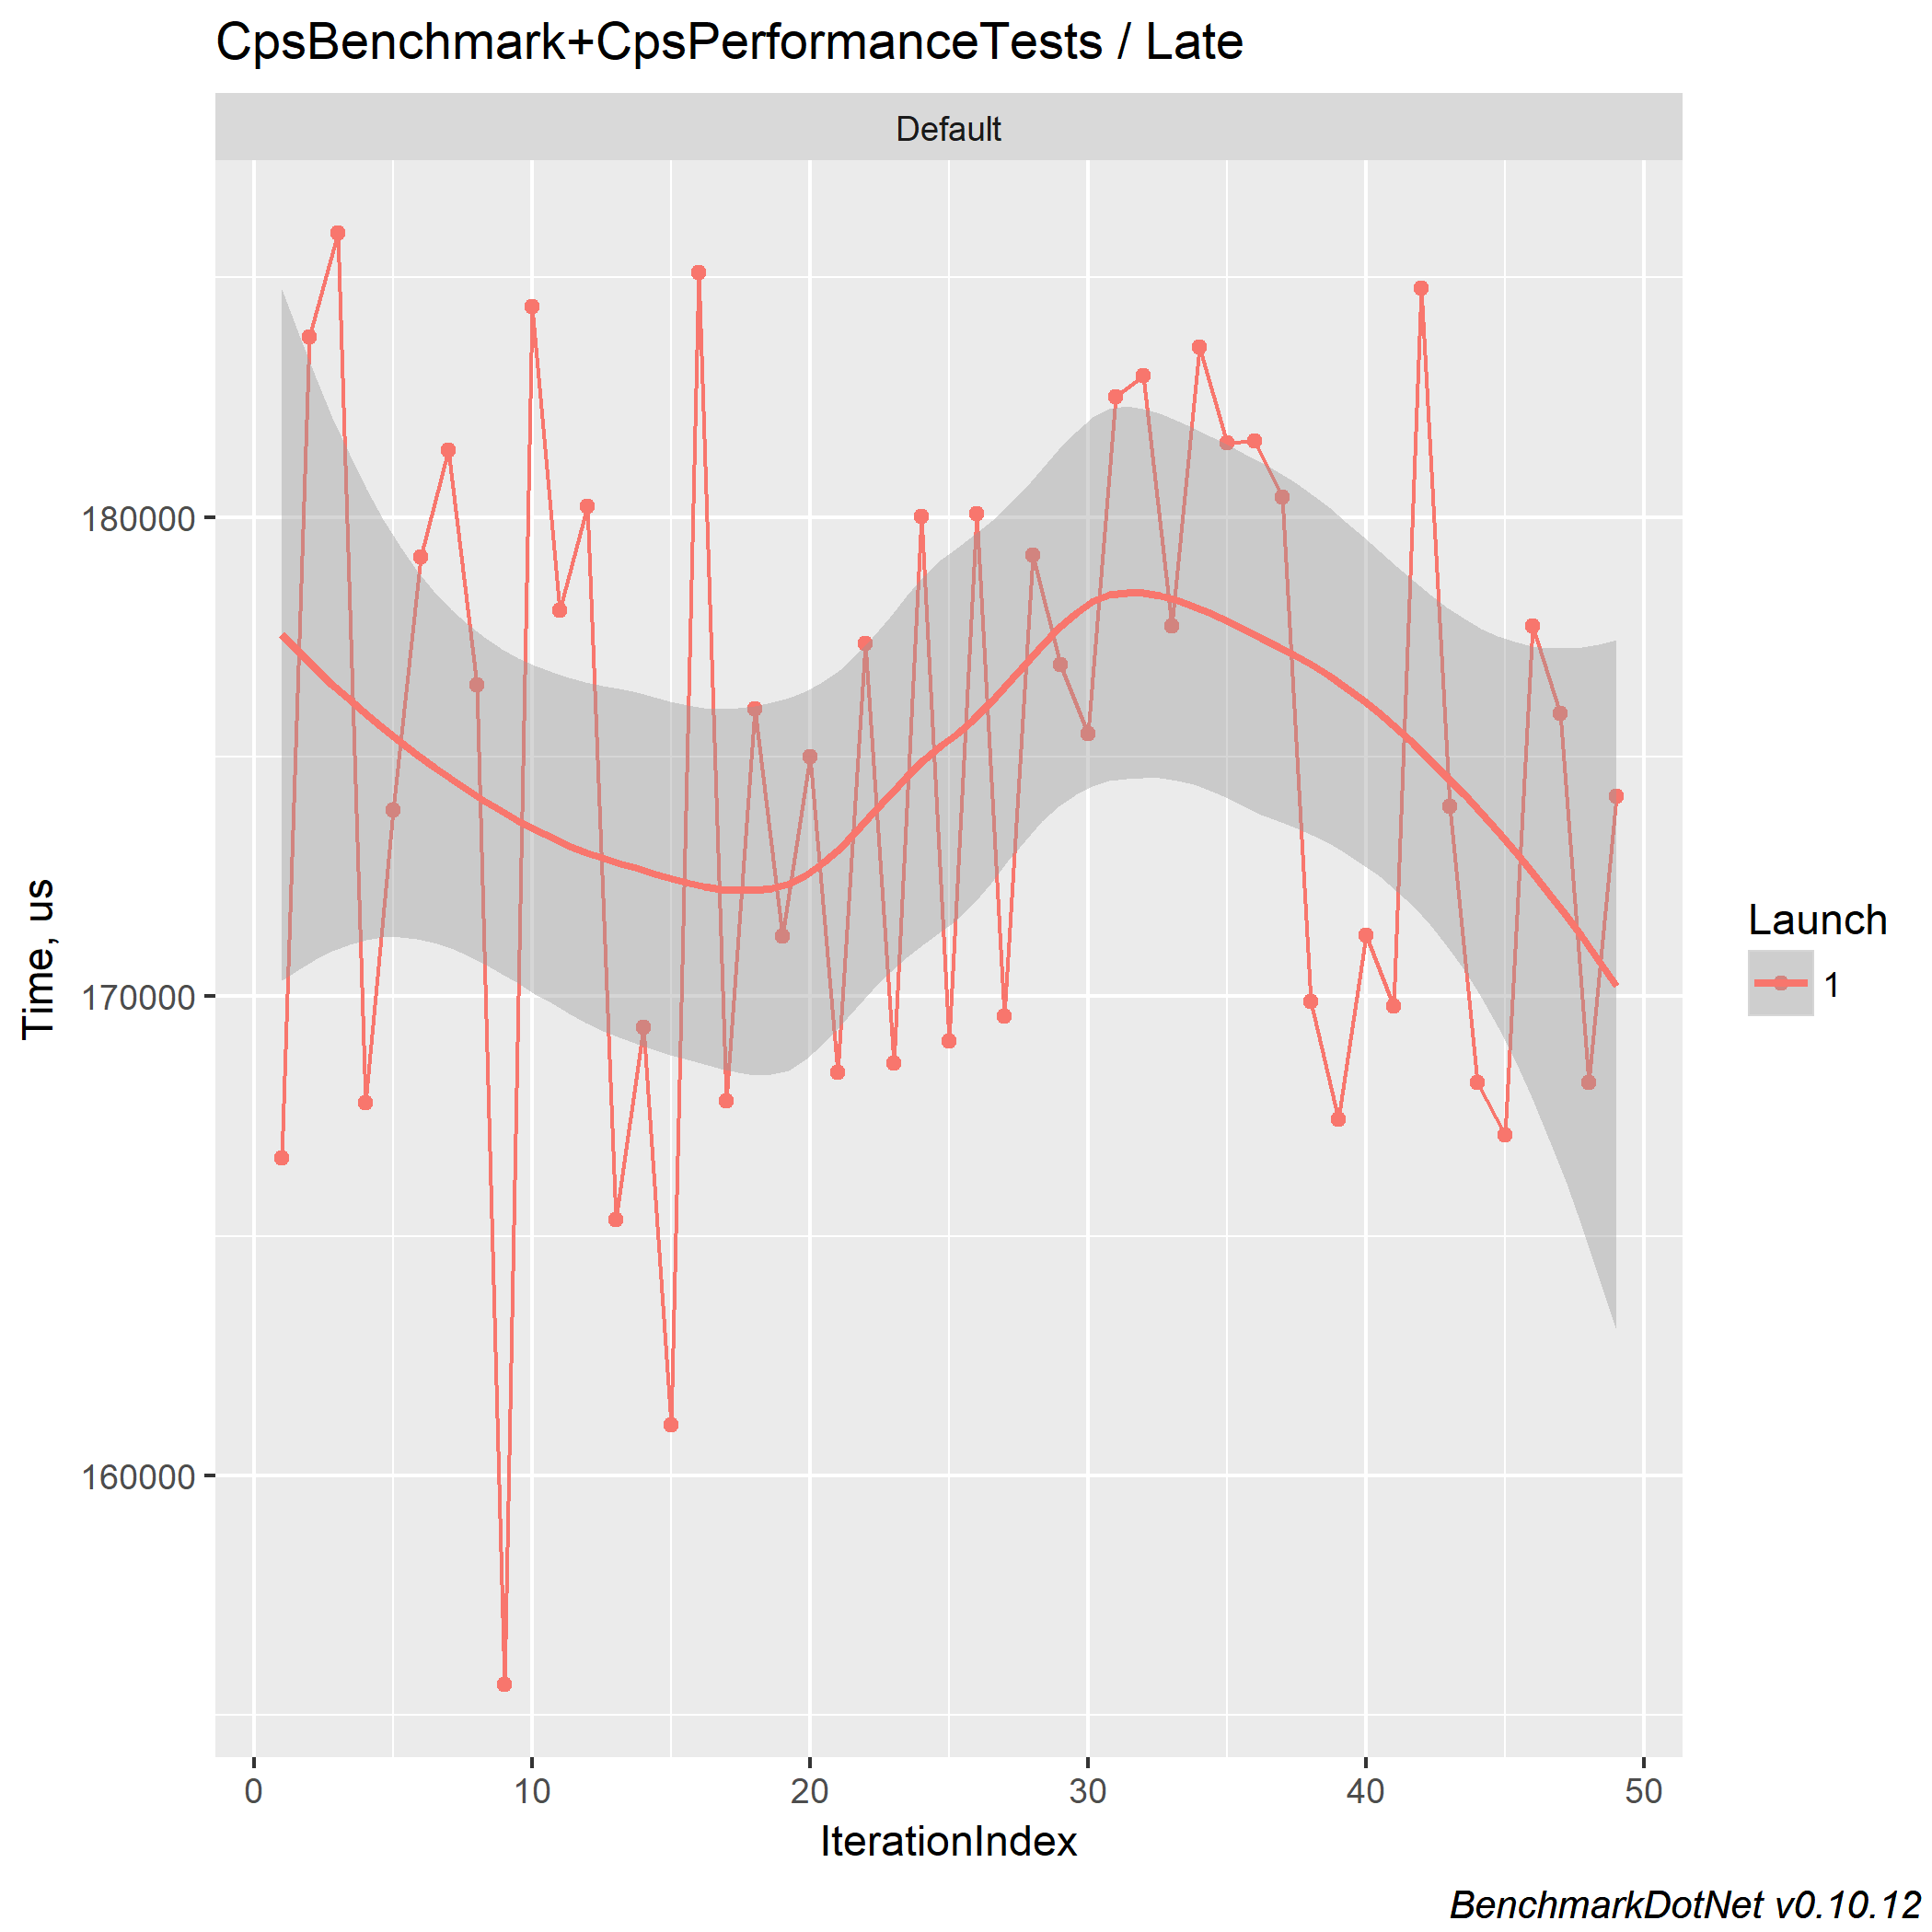 CpsBenchmark+CpsPerformanceTests / Late
Default
180000
170000
160000
Time, us
0 10 20 30 40 50
IterationIndex
Launch
1
BenchmarkDotNet v0.10.12